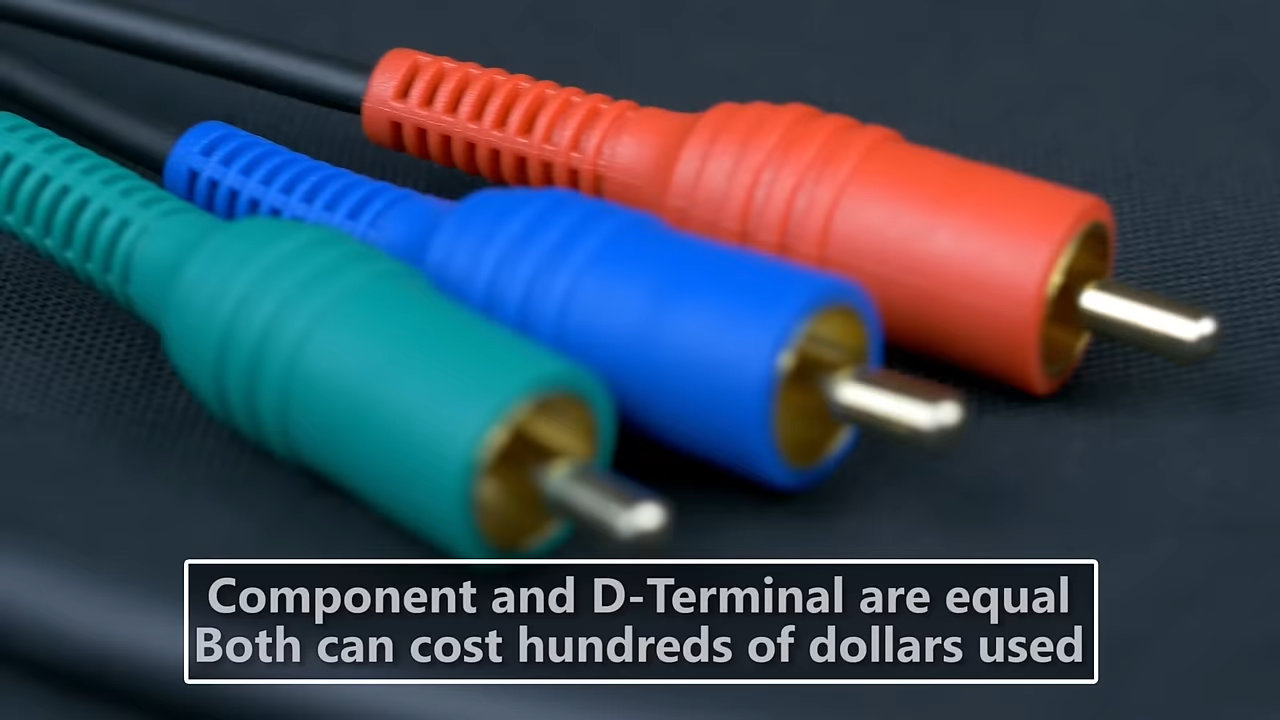 Component and D-Terminal are equal
Both can cost hundreds of dollars used